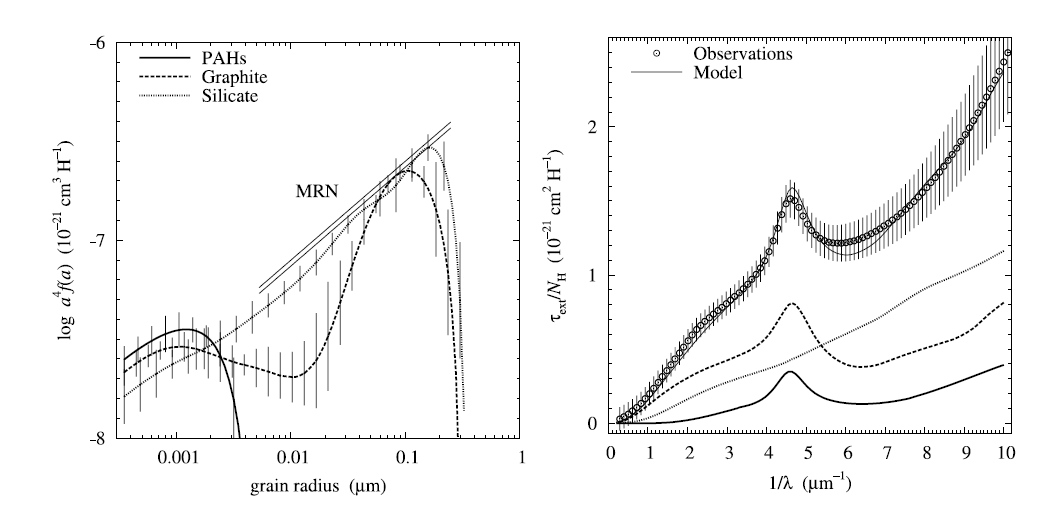 −6
PAHs
Graphite
Silicate
MRN
−7
−8
log a⁴f(a) (10⁻²¹ cm³ H⁻¹)
0.001
0.01
0.1
1
grain radius (μm)
Observations
Model
2
1
0
τext/NH (10⁻²¹ cm² H⁻¹)
0
1
2
3
4
5
6
7
8
9
10
1/λ (μm⁻¹)